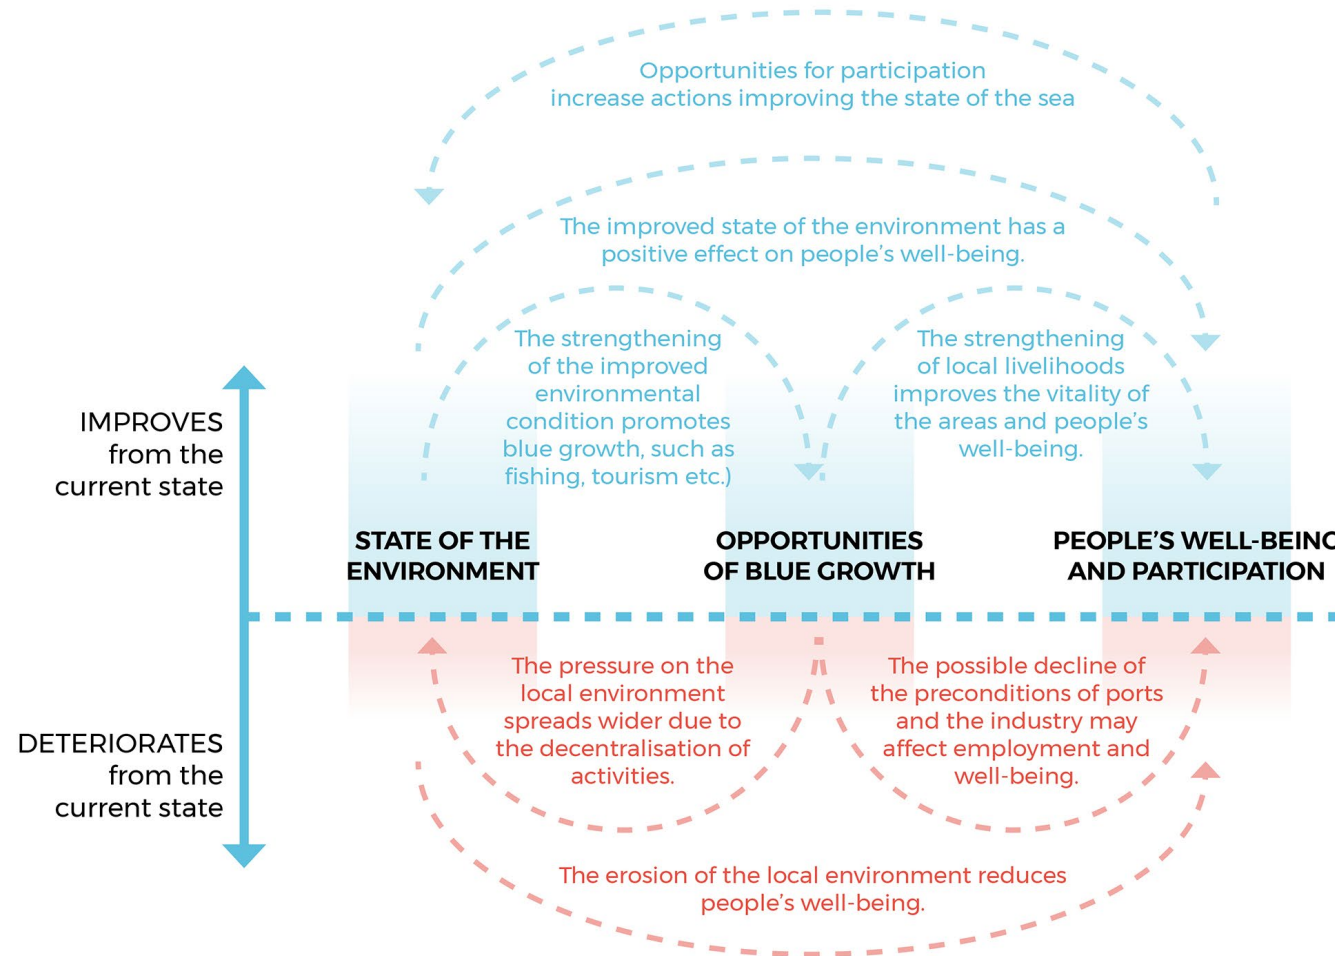 Opportunities for participation
increase actions improving the state of the sea
The improved state of the environment has a
positive effect on people's well-being.
The strengthening
of the improved
environmental
condition promotes
blue growth, such as
fishing, tourism etc.)
The strengthening
of local livelihoods
improves the vitality of
the areas and people's
well-being.
IMPROVES
from the
current state
STATE OF THE
ENVIRONMENT
OPPORTUNITIES
OF BLUE GROWTH
PEOPLE'S WELL-BEING
AND PARTICIPATION
The pressure on the
local environment
spreads wider due to
the decentralisation of
activities.
The possible decline of
the preconditions of ports
and the industry may
affect employment and
well-being.
DETERIORATES
from the
current state
The erosion of the local environment reduces
people's well-being.